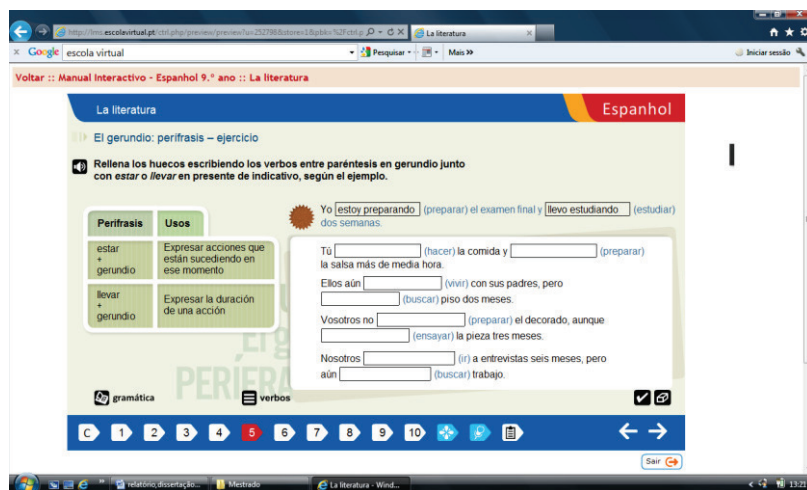 http://lms.escolavirtual.pt/ctrl.php/preview/preview?u=252798&store=1&pbk=%2Fctrl.p
La literatura
Google escola virtual Pesquisar Mais >> Iniciar sessão
Voltar :: Manual Interactivo - Espanhol 9.º ano :: La literatura
La literatura
Espanhol
El gerundio: perífrasis – ejercicio
Rellena los huecos escribiendo los verbos entre paréntesis en gerundio junto
con estar o llevar en presente de indicativo, según el ejemplo.
Perífrasis Usos
estar
+
gerundio
Expresar acciones que
están sucediendo en
ese momento
llevar
+
gerundio
Expresar la duración
de una acción
Yo estoy preparando (preparar) el examen final y llevo estudiando (estudiar)
dos semanas.
Tú (hacer) la comida y (preparar)
la salsa más de media hora.
Ellos aún (vivir) con sus padres, pero
(buscar) piso dos meses.
Vosotros no (preparar) el decorado, aunque
(ensayar) la pieza tres meses.
Nosotros (ir) a entrevistas seis meses, pero
aún (buscar) trabajo.
gramática
verbos
C 1 2 3 4 5 6 7 8 9 10
Sair
relatório,dissertação... Mestrado La literatura - Wind... 13:21